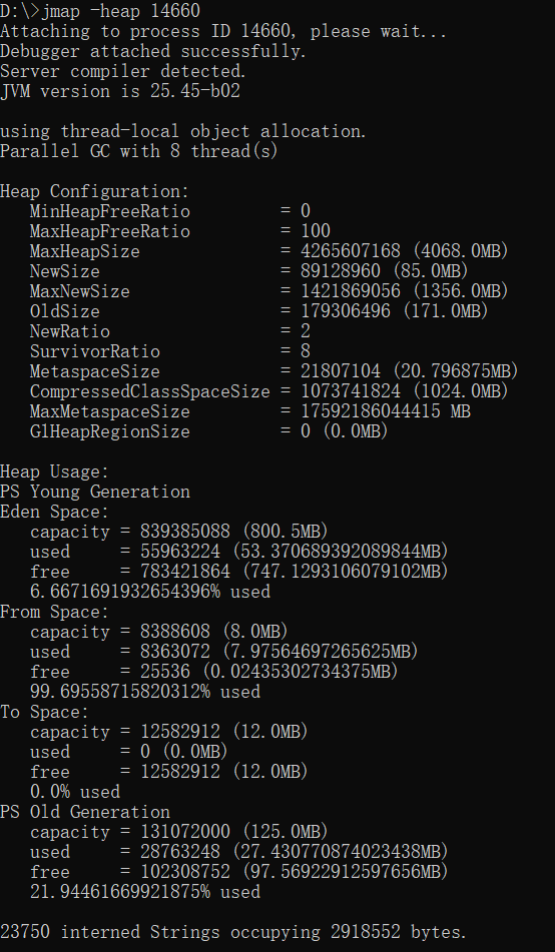 D:\>jmap -heap 14660
Attaching to process ID 14660, please wait...
Debugger attached successfully.
Server compiler detected.
JVM version is 25.45-b02
using thread-local object allocation.
Parallel GC with 8 thread(s)
Heap Configuration:
MinHeapFreeRatio = 0
MaxHeapFreeRatio = 100
MaxHeapSize = 4265607168 (4068.0MB)
NewSize = 89128960 (85.0MB)
MaxNewSize = 1421869056 (1356.0MB)
OldSize = 179306496 (171.0MB)
NewRatio = 2
SurvivorRatio = 8
MetaspaceSize = 21807104 (20.796875MB)
CompressedClassSpaceSize = 1073741824 (1024.0MB)
MaxMetaspaceSize = 17592186044415 MB
G1HeapRegionSize = 0 (0.0MB)
Heap Usage:
PS Young Generation
Eden Space:
capacity = 839385088 (800.5MB)
used = 55963224 (53.370689392089844MB)
free = 783421864 (747.1293106079102MB)
6.6671691932654396% used
From Space:
capacity = 8388608 (8.0MB)
used = 8363072 (7.97564697265625MB)
free = 25536 (0.02435302734375MB)
99.69558715820312% used
To Space:
capacity = 12582912 (12.0MB)
used = 0 (0.0MB)
free = 12582912 (12.0MB)
0.0% used
PS Old Generation
capacity = 131072000 (125.0MB)
used = 28763248 (27.430770874023438MB)
free = 102308752 (97.56922912597656MB)
21.94461669921875% used
23750 interned Strings occupying 2918552 bytes.